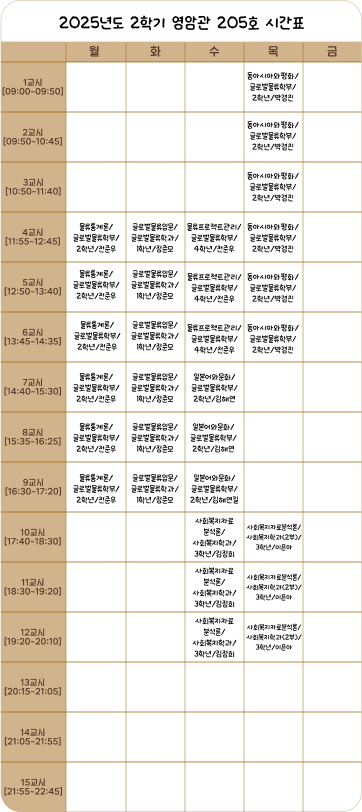 2025년도 2학기 영암관 205호 시간표
월 화 수 목 금
1교시
[09:00~09:50]
동아시아와 평화/
글로벌물류학부/
2학년/박경진
2교시
[09:50~10:45]
동아시아와 평화/
글로벌물류학부/
2학년/박경진
3교시
[10:50~11:40]
동아시아와 평화/
글로벌물류학부/
2학년/박경진
4교시
[11:55~12:45]
물류통계론/
글로벌물류학부/
2학년/전준우
글로벌물류입문/
글로벌물류학과/
1학년/장준모
물류프로젝트관리/
글로벌물류학부/
4학년/전준우
동아시아와 평화/
글로벌물류학부/
2학년/박경진
5교시
[12:50~13:40]
물류통계론/
글로벌물류학부/
2학년/전준우
글로벌물류입문/
글로벌물류학과/
1학년/장준모
물류프로젝트관리/
글로벌물류학부/
4학년/전준우
동아시아와 평화/
글로벌물류학부/
2학년/박경진
6교시
[13:45~14:35]
물류통계론/
글로벌물류학부/
2학년/전준우
글로벌물류입문/
글로벌물류학과/
1학년/장준모
물류프로젝트관리/
글로벌물류학부/
4학년/전준우
동아시아와 평화/
글로벌물류학부/
2학년/박경진
7교시
[14:40~15:30]
물류통계론/
글로벌물류학부/
2학년/전준우
글로벌물류입문/
글로벌물류학과/
1학년/장준모
일본어와문화/
글로벌물류학부/
2학년/김해연
8교시
[15:35~16:25]
물류통계론/
글로벌물류학부/
2학년/전준우
글로벌물류입문/
글로벌물류학과/
1학년/장준모
일본어와문화/
글로벌물류학부/
2학년/김해연
9교시
[16:30~17:20]
물류통계론/
글로벌물류학부/
2학년/전준우
글로벌물류입문/
글로벌물류학과/
1학년/장준모
일본어와문화/
글로벌물류학부/
2학년/김해연길
10교시
[17:40~18:30]
사회복지자료
분석론/
사회복지학과/
3학년/김창희
사회복지자료분석론/
사회복지학과(2부)/
3학년/이은아
11교시
[18:30~19:20]
사회복지자료
분석론/
사회복지학과/
3학년/김창희
사회복지자료분석론/
사회복지학과(2부)/
3학년/이은아
12교시
[19:20~20:10]
사회복지자료
분석론/
사회복지학과/
3학년/김창희
사회복지자료분석론/
사회복지학과(2부)/
3학년/이은아
13교시
[20:15~21:05]
14교시
[21:05~21:55]
15교시
[21:55~22:45]